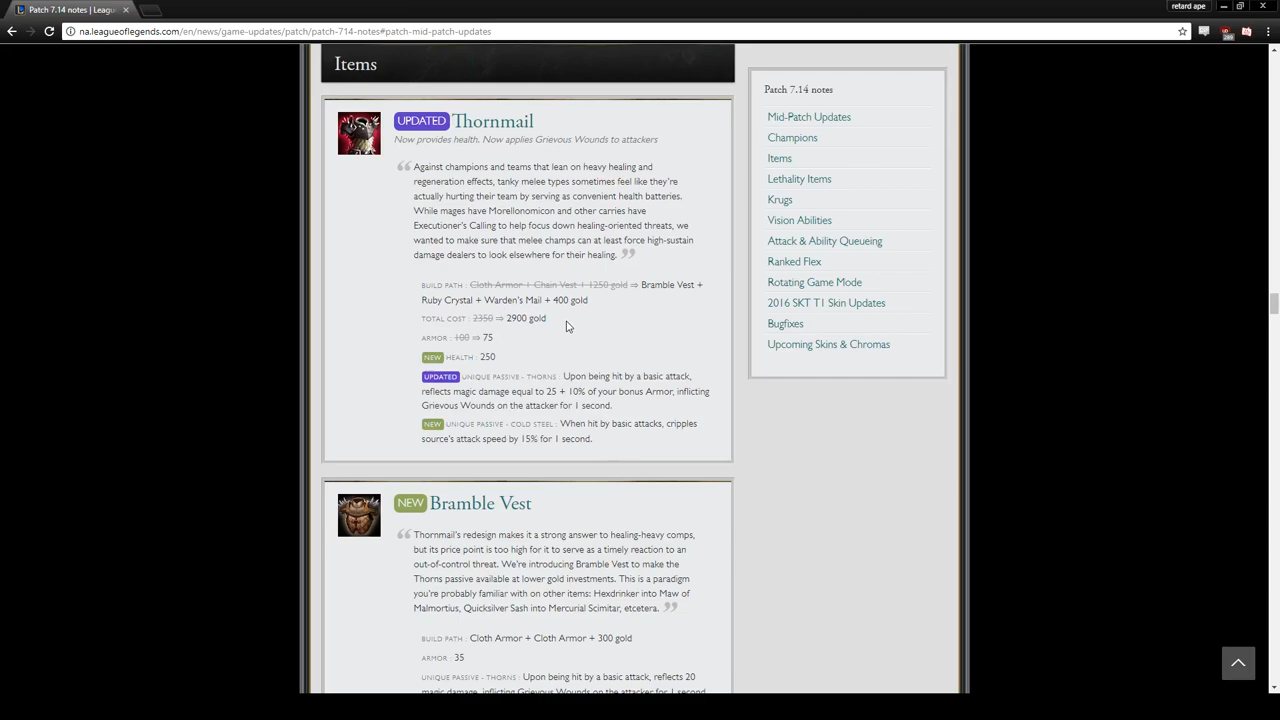 Patch 7.14 notes | Leagu
retard ape
na.leagueoflegends.com/en/news/game-updates/patch/patch-714-notes#patch-mid-patch-updates
Items
UPDATED Thornmail
Now provides health. Now applies Grievous Wounds to attackers
Against champions and teams that lean on heavy healing and
regeneration effects, tanky melee types sometimes feel like they're
actually hurting their team by serving as convenient health batteries.
While mages have Morellonomicon and other carries have
Executioner's Calling to help focus down healing-oriented threats, we
wanted to make sure that melee champs can at least force high-sustain
damage dealers to look elsewhere for their healing.
BUILD PATH : Cloth Armor + Chain Vest + 1250 gold ⇒ Bramble Vest +
Ruby Crystal + Warden's Mail + 400 gold
TOTAL COST : 2350 ⇒ 2900 gold
ARMOR : 100 ⇒ 75
NEW HEALTH : 250
UPDATED UNIQUE PASSIVE - THORNS : Upon being hit by a basic attack,
reflects magic damage equal to 25 + 10% of your bonus Armor, inflicting
Grievous Wounds on the attacker for 1 second.
NEW UNIQUE PASSIVE - COLD STEEL : When hit by basic attacks, cripples
source's attack speed by 15% for 1 second.
NEW Bramble Vest
Thornmail's redesign makes it a strong answer to healing-heavy comps,
but its price point is too high for it to serve as a timely reaction to an
out-of-control threat. We're introducing Bramble Vest to make the
Thorns passive available at lower gold investments. This is a paradigm
you're probably familiar with on other items: Hexdrinker into Maw of
Malmortius, Quicksilver Sash into Mercurial Scimitar, etcetera.
BUILD PATH : Cloth Armor + Cloth Armor + 300 gold
ARMOR : 35
UNIQUE PASSIVE - THORNS : Upon being hit by a basic attack, reflects 20
magic damage, inflicting Grievous Wounds on the attacker for 1 second
Patch 7.14 notes
Mid-Patch Updates
Champions
Items
Lethality Items
Krugs
Vision Abilities
Attack & Ability Queueing
Ranked Flex
Rotating Game Mode
2016 SKT T1 Skin Updates
Bugfixes
Upcoming Skins & Chromas